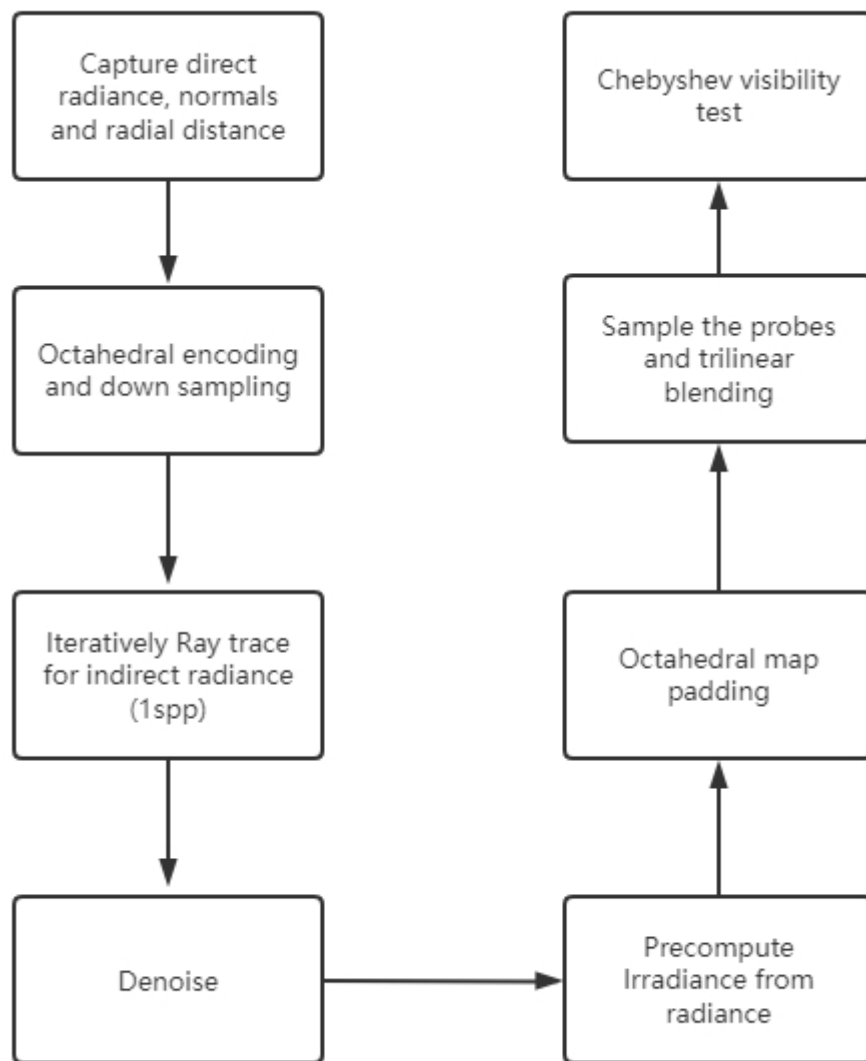 Capture direct
radiance, normals
and radial distance
Octahedral encoding
and down sampling
Iteratively Ray trace
for indirect radiance
(1spp)
Denoise
Precompute
Irradiance from
radiance
Octahedral map
padding
Sample the probes
and trilinear
blending
Chebyshev visibility
test